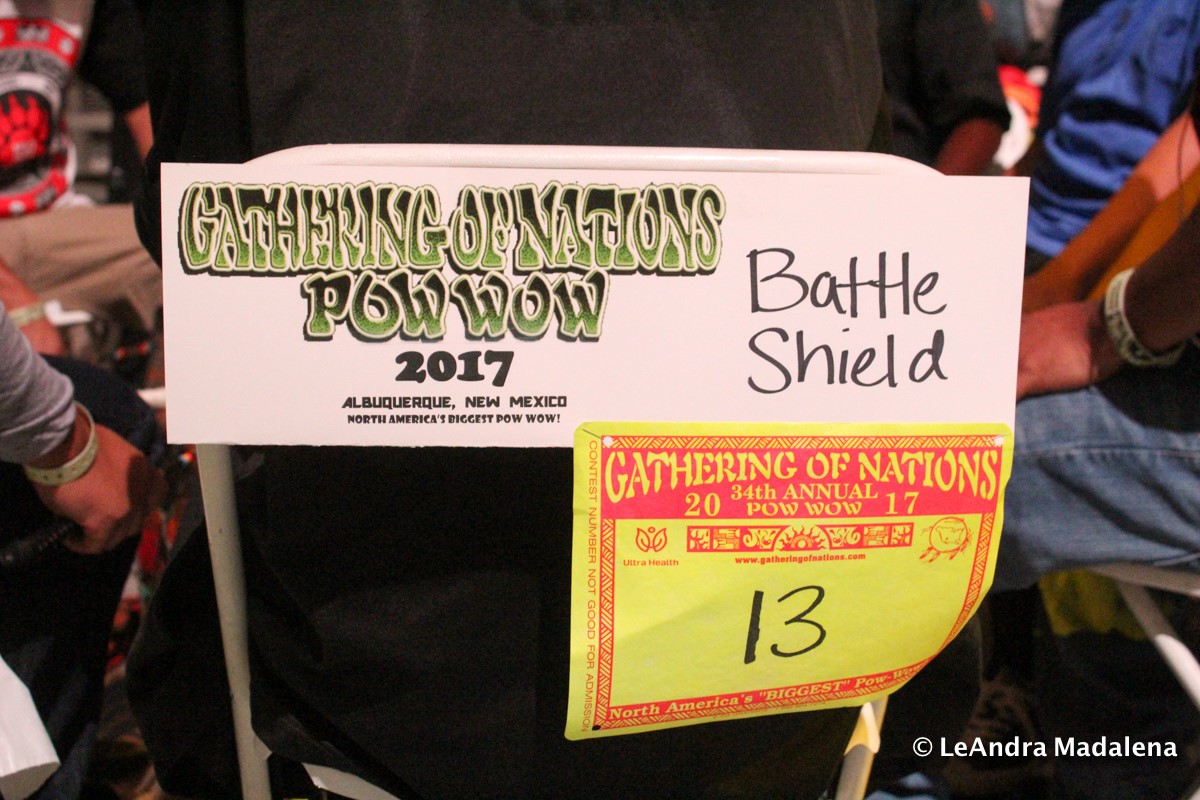 GATHERING OF NATIONS
POW WOW
2017
ALBUQUERQUE, NEW MEXICO
NORTH AMERICA'S BIGGEST POW WOW!
Battle
Shield
CONTEST NUMBER NOT GOOD FOR ADMISSION
GATHERING OF NATIONS
20 34th ANNUAL POW WOW 17
Ultra Health
www.gatheringofnations.com
13
North America's "BIGGEST" Pow-Wow
© LeAndra Madalena